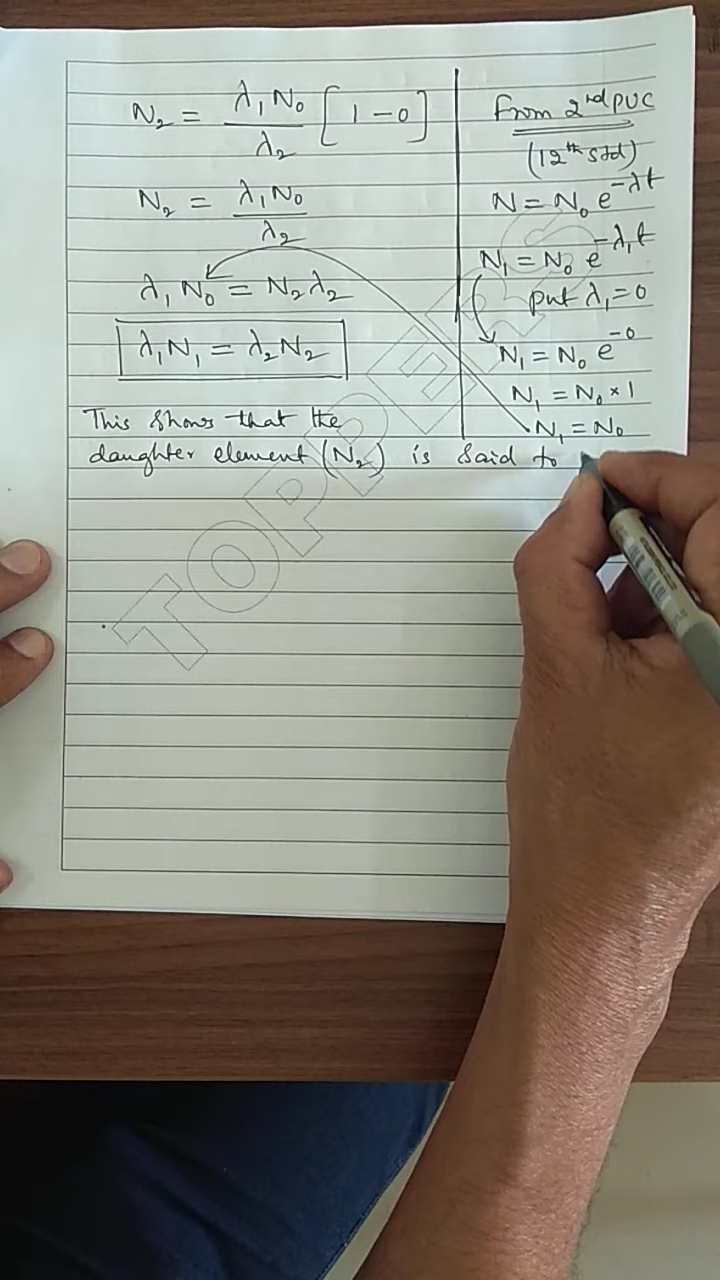 N₂ = λ₁N₀/λ₂ [1 − 0]
N₂ = λ₁N₀/λ₂
λ₁N₀ = N₂λ₂
λ₁N₁ = λ₂N₂
This shows that the
daughter element (N₂) is said to
From 2nd PUC
(12th std)
N = N₀ e^−λt
N₁ = N₀ e^−λ₁t
put λ₁=0
N₁ = N₀ e^−0
N₁ = N₀ × 1
N₁ = N₀
TOPPERS